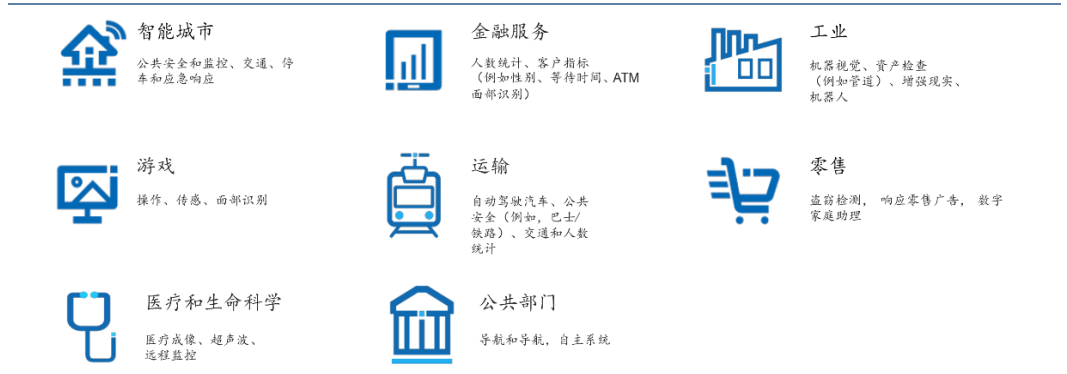 智能城市
公共安全和监控、交通、停
车和应急响应
金融服务
人数统计、客户指标
（例如性别、等待时间、ATM
面部识别）
工业
机器视觉、资产检查
（例如管道）、增强现实、
机器人
游戏
操作、传感、面部识别
运输
自动驾驶汽车、公共
安全（例如，巴士/
铁路）、交通和人数
统计
零售
盗窃检测， 响应零售广告， 数字
家庭助理
医疗和生命科学
医疗成像、超声波、
远程监控
公共部门
导航和导航，自主系统